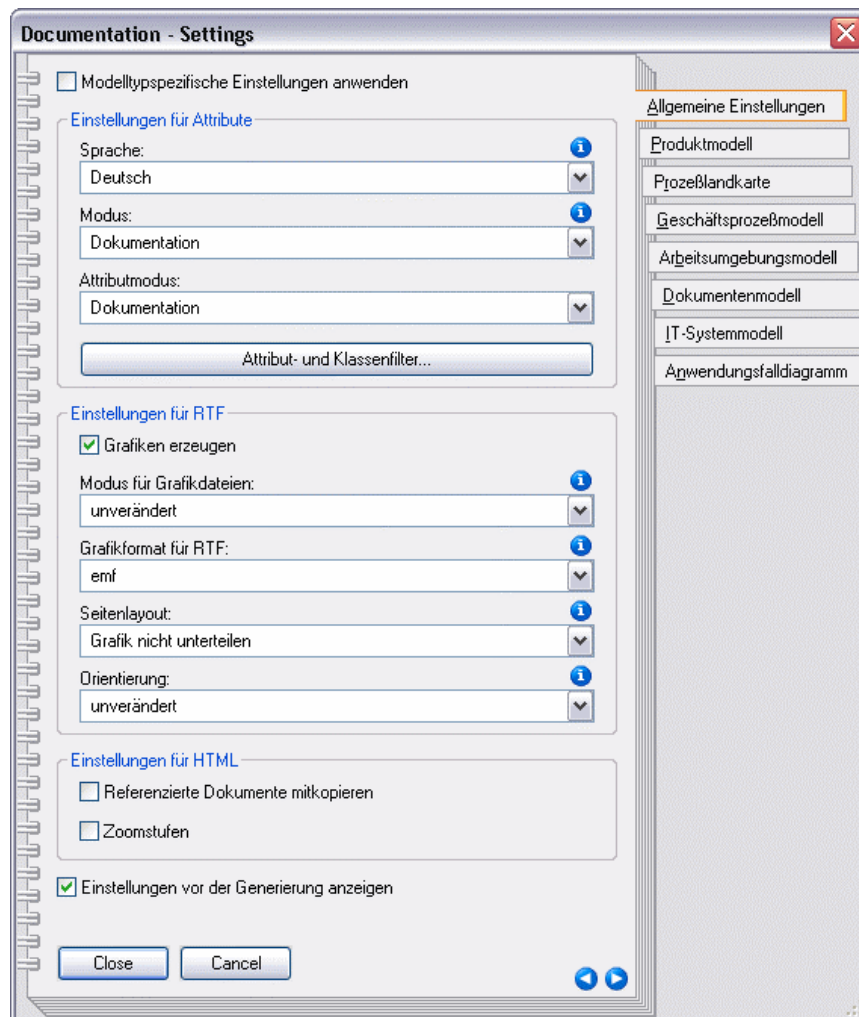 Documentation - Settings
Modelltypspezifische Einstellungen anwenden
Einstellungen für Attribute
Sprache:
Deutsch
Modus:
Dokumentation
Attributmodus:
Dokumentation
Attribut- und Klassenfilter...
Einstellungen für RTF
Grafiken erzeugen
Modus für Grafikdateien:
unverändert
Grafikformat für RTF:
emf
Seitenlayout:
Grafik nicht unterteilen
Orientierung:
unverändert
Einstellungen für HTML
Referenzierte Dokumente mitkopieren
Zoomstufen
Einstellungen vor der Generierung anzeigen
Close
Cancel
Allgemeine Einstellungen
Produktmodell
Prozeßlandkarte
Geschäftsprozeßmodell
Arbeitsumgebungsmodell
Dokumentenmodell
IT-Systemmodell
Anwendungsfalldiagramm